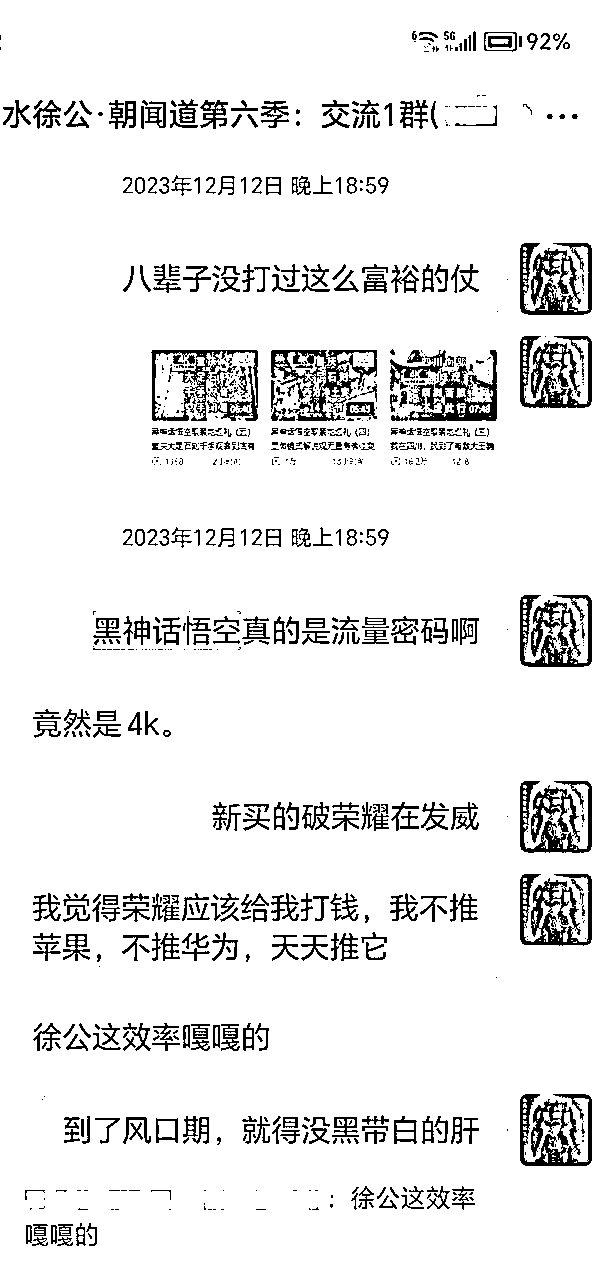 92%
水徐公·朝闻道第六季：交流1群(
2023年12月12日 晚上18:59
八辈子没打过这么富裕的仗
2023年12月12日 晚上18:59
黑神话悟空真的是流量密码啊
竟然是4k。
新买的破荣耀在发威
我觉得荣耀应该给我打钱，我不推
苹果，不推华为，天天推它
徐公这效率嘎嘎的
到了风口期，就得没黑带白的肝
：徐公这效率
嘎嘎的